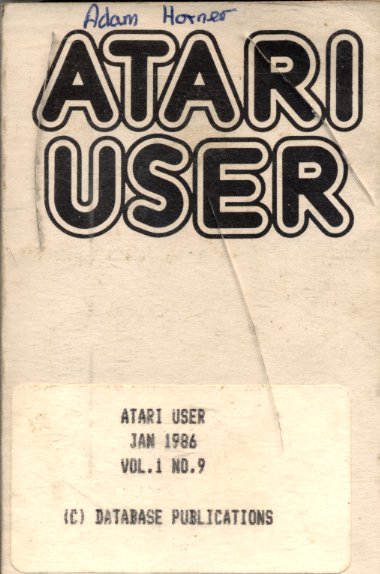 Adam Horner
ATARI
USER
ATARI USER
JAN 1986
VOL.1 NO.9
(C) DATABASE PUBLICATIONS